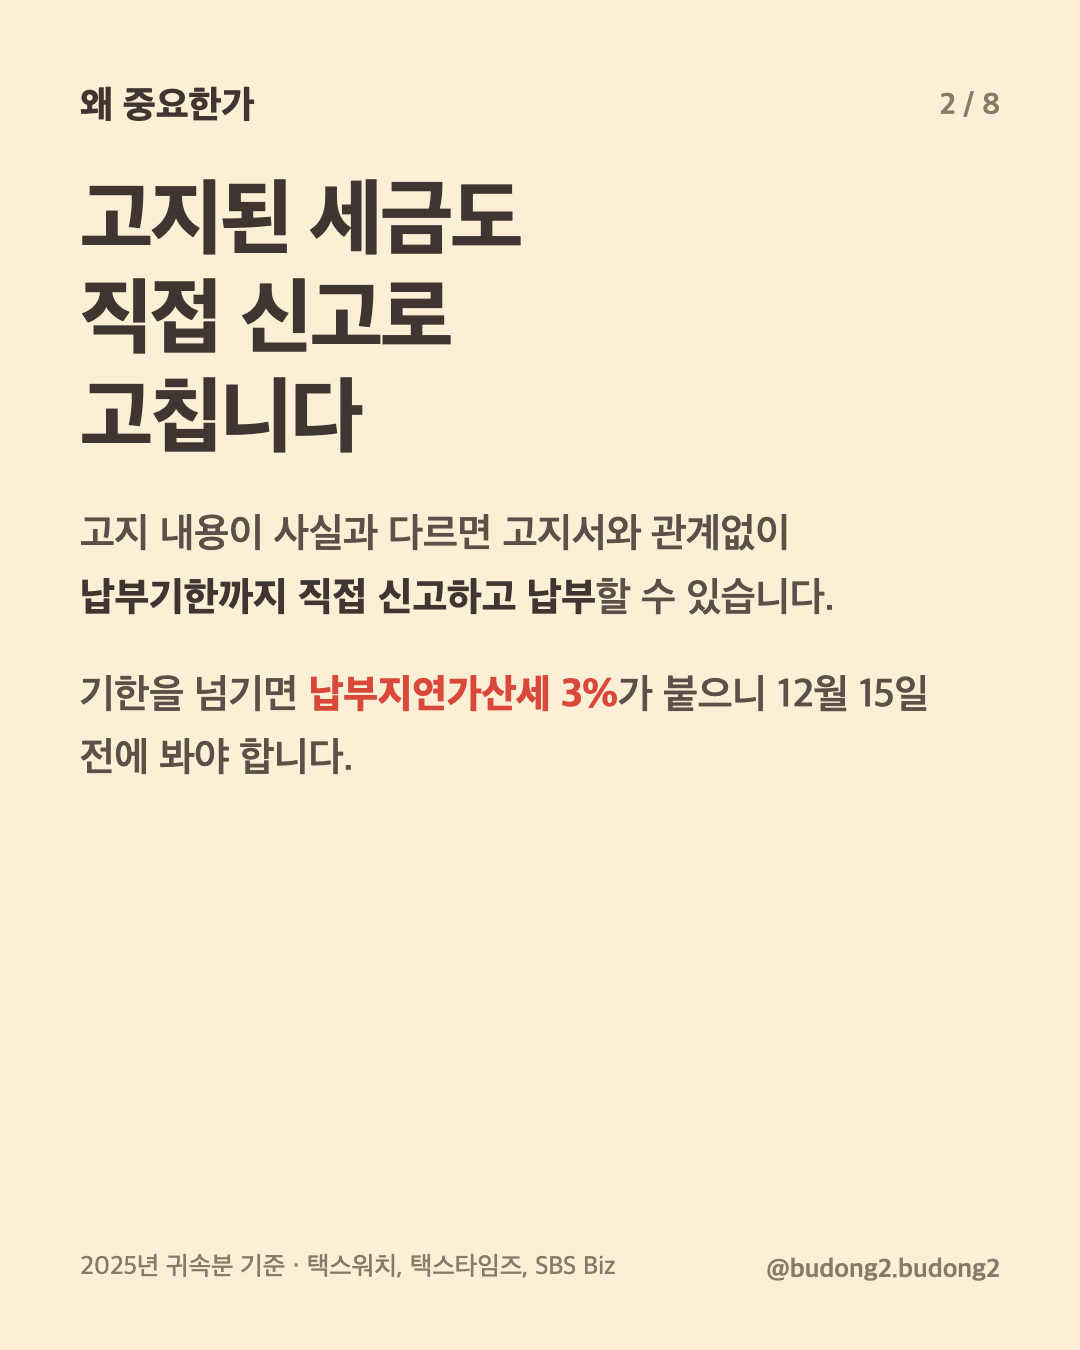 왜 중요한가
2 / 8
고지된 세금도
직접 신고로
고칩니다
고지 내용이 사실과 다르면 고지서와 관계없이
납부기한까지 직접 신고하고 납부할 수 있습니다.
기한을 넘기면 납부지연가산세 3%가 붙으니 12월 15일
전에 봐야 합니다.
2025년 귀속분 기준 · 택스워치, 택스타임즈, SBS Biz
@budong2.budong2